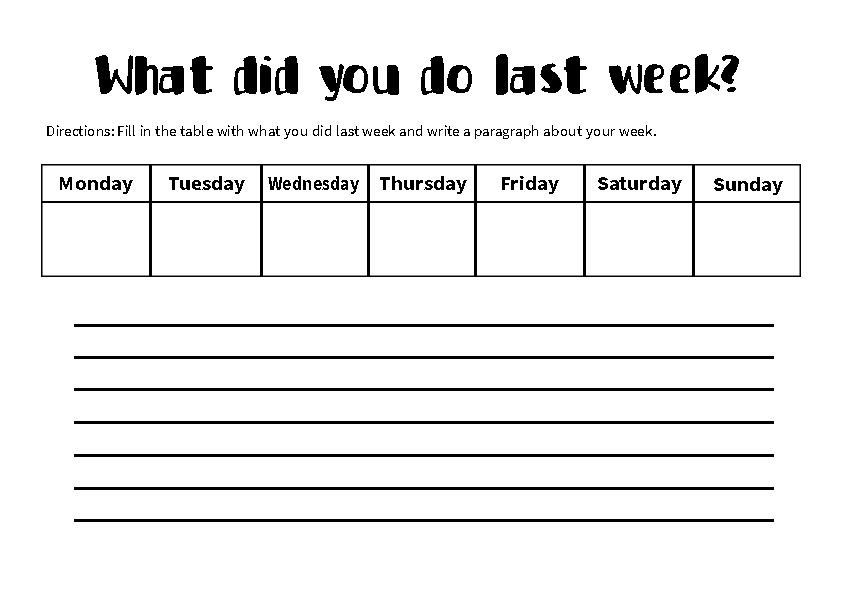 What did you do last week?
Directions: Fill in the table with what you did last week and write a paragraph about your week.
Monday Tuesday Wednesday Thursday Friday Saturday Sunday